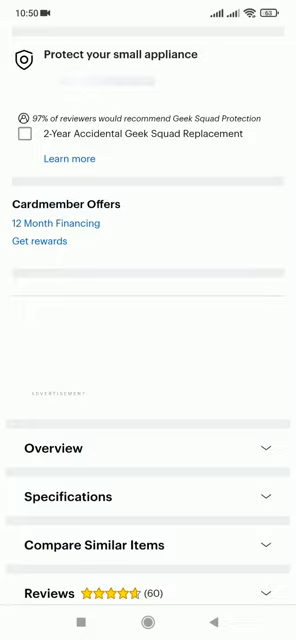 10:50
63
Protect your small appliance
97% of reviewers would recommend Geek Squad Protection
2-Year Accidental Geek Squad Replacement
Learn more
Cardmember Offers
12 Month Financing
Get rewards
ADVERTISEMENT
Overview
Specifications
Compare Similar Items
Reviews (60)